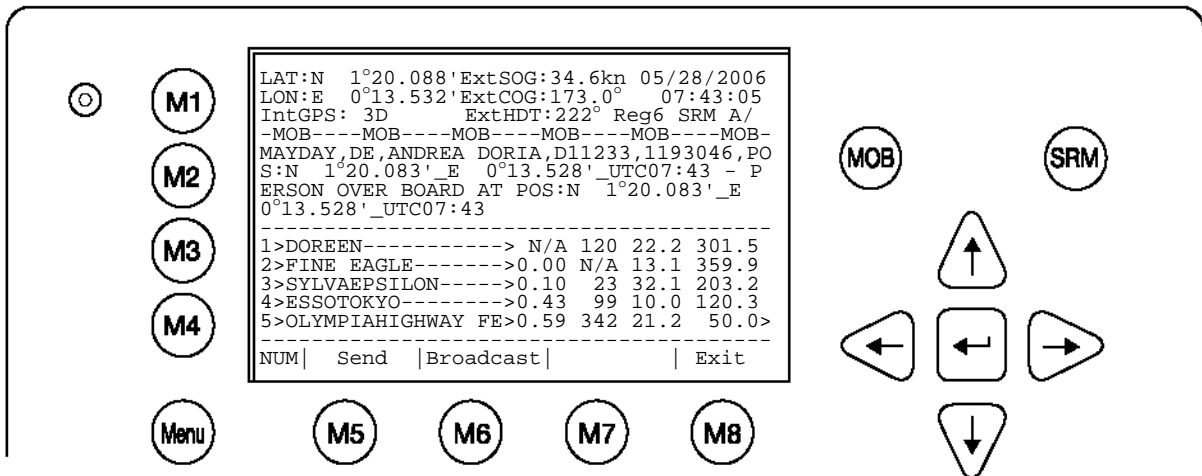 LAT:N 1°20.088'ExtSOG:34.6kn 05/28/2006
LON:E 0°13.532'ExtCOG:173.0° 07:43:05
IntGPS: 3D ExtHDT:222° Reg6 SRM A/
-MOB----MOB----MOB----MOB----MOB----MOB-
MAYDAY,DE,ANDREA DORIA,D11233,1193046,PO
S:N 1°20.083'_E 0°13.528'_UTC07:43 - P
ERSON OVER BOARD AT POS:N 1°20.083'_E
0°13.528'_UTC07:43
----------------------------------------
1>DOREEN-----------> N/A 120 22.2 301.5
2>FINE EAGLE------->0.00 N/A 13.1 359.9
3>SYLVAEPSILON----->0.10 23 32.1 203.2
4>ESSOTOKYO-------->0.43 99 10.0 120.3
5>OLYMPIAHIGHWAY FE>0.59 342 21.2 50.0>
----------------------------------------
NUM| Send |Broadcast| | Exit
M1
M2
M3
M4
Menu
M5
M6
M7
M8
MOB
SRM